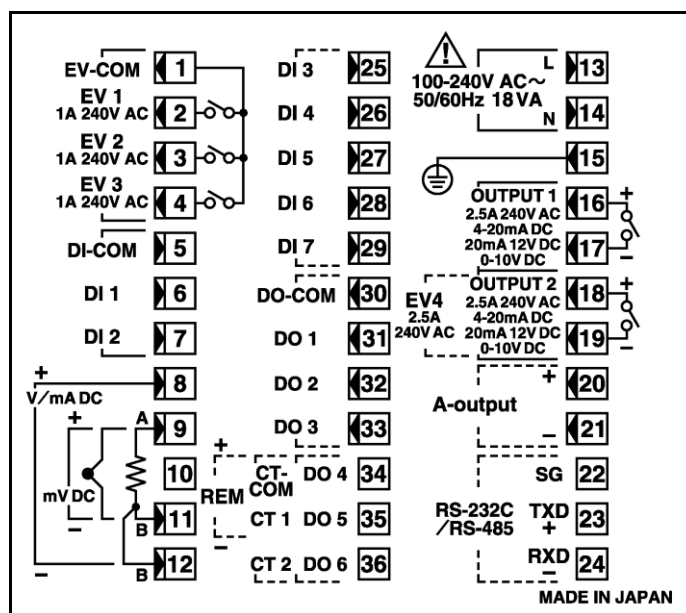 EV-COM 1
EV 1
1A 240V AC 2
EV 2
1A 240V AC 3
EV 3
1A 240V AC 4
DI-COM 5
DI 1 6
DI 2 7
+
V/mA DC 8
+ A 9
mV DC 10
− B 11
− B 12
DI 3 25
DI 4 26
DI 5 27
DI 6 28
DI 7 29
DO-COM 30
DO 1 31
DO 2 32
DO 3 33
+
REM
−
CT-COM DO 4 34
CT 1 DO 5 35
CT 2 DO 6 36
!
100-240V AC~
50/60Hz 18VA
L 13
N 14
15
OUTPUT 1
2.5A 240V AC
4-20mA DC
20mA 12V DC
0-10V DC
16 +
17 −
EV4
2.5A
240V AC
OUTPUT 2
2.5A 240V AC
4-20mA DC
20mA 12V DC
0-10V DC
18 +
19 −
A-output
+ 20
− 21
RS-232C
/RS-485
SG 22
TXD
+ 23
RXD
− 24
MADE IN JAPAN